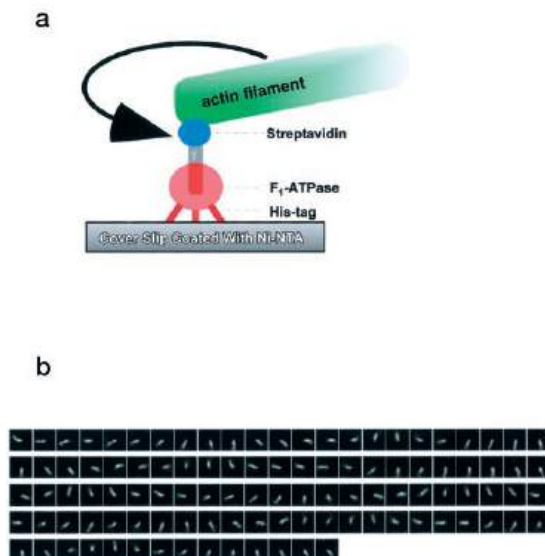 a
actin filament
Streptavidin
F₁-ATPase
His-tag
Cover Slip Coated With Ni-NTA
b